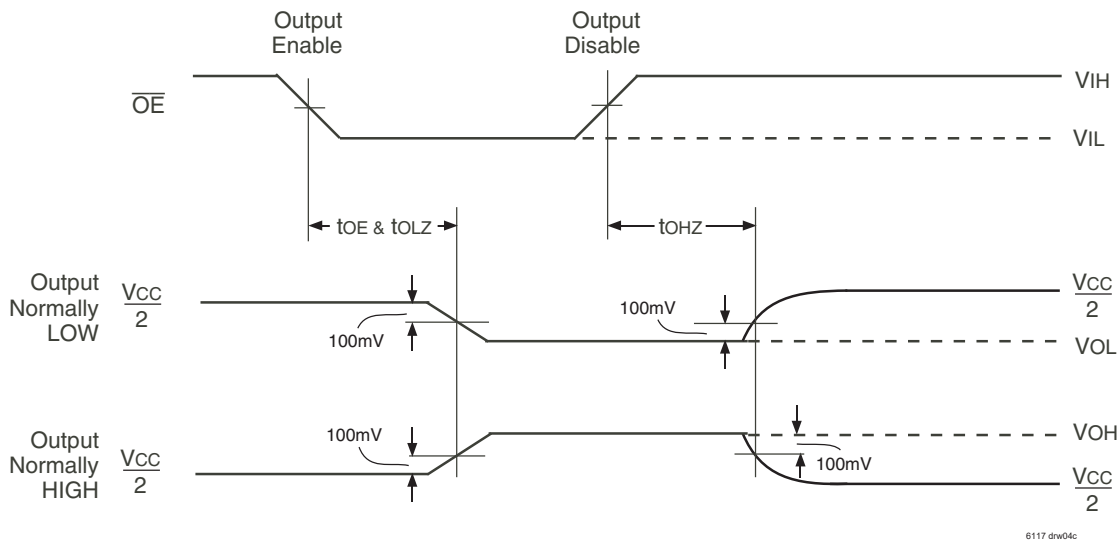 Output
Enable
Output
Disable
OE
VIH
VIL
tOE & tOLZ
tOHZ
Output
Normally
LOW
VCC
2
100mV
100mV
VCC
2
VOL
Output
Normally
HIGH
VCC
2
100mV
VOH
100mV
VCC
2
6117 drw04c